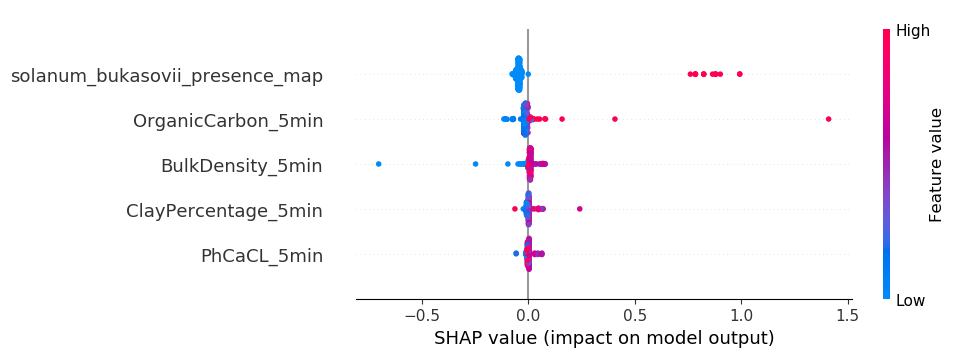 High
solanum_bukasovii_presence_map
OrganicCarbon_5min
BulkDensity_5min
ClayPercentage_5min
PhCaCL_5min
Feature value
Low
−0.5 0.0 0.5 1.0 1.5
SHAP value (impact on model output)